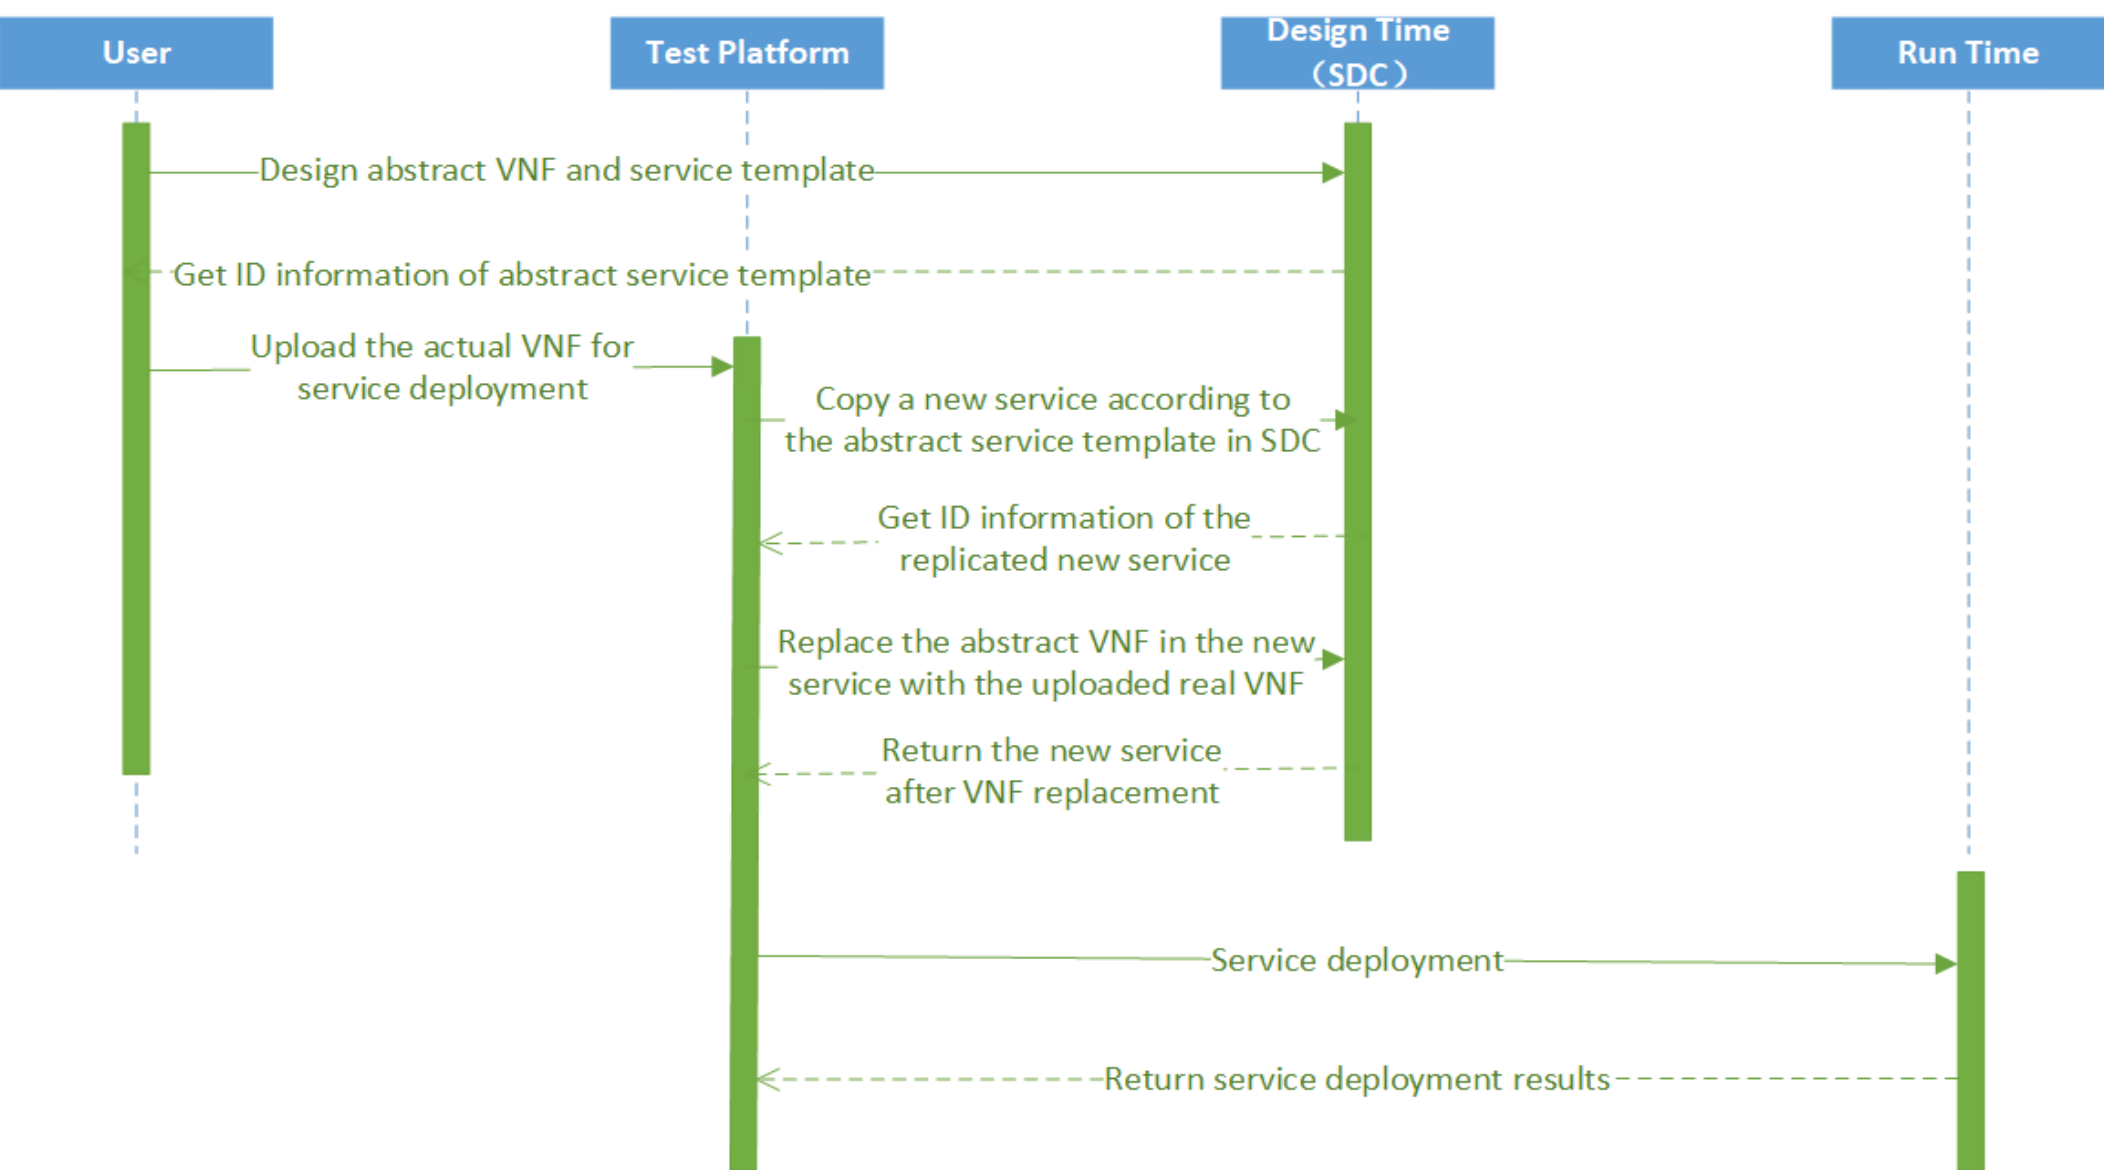 User
Test Platform
Design Time
（SDC）
Run Time
Design abstract VNF and service template
Get ID information of abstract service template
Upload the actual VNF for
service deployment
Copy a new service according to
the abstract service template in SDC
Get ID information of the
replicated new service
Replace the abstract VNF in the new
service with the uploaded real VNF
Return the new service
after VNF replacement
Service deployment
Return service deployment results